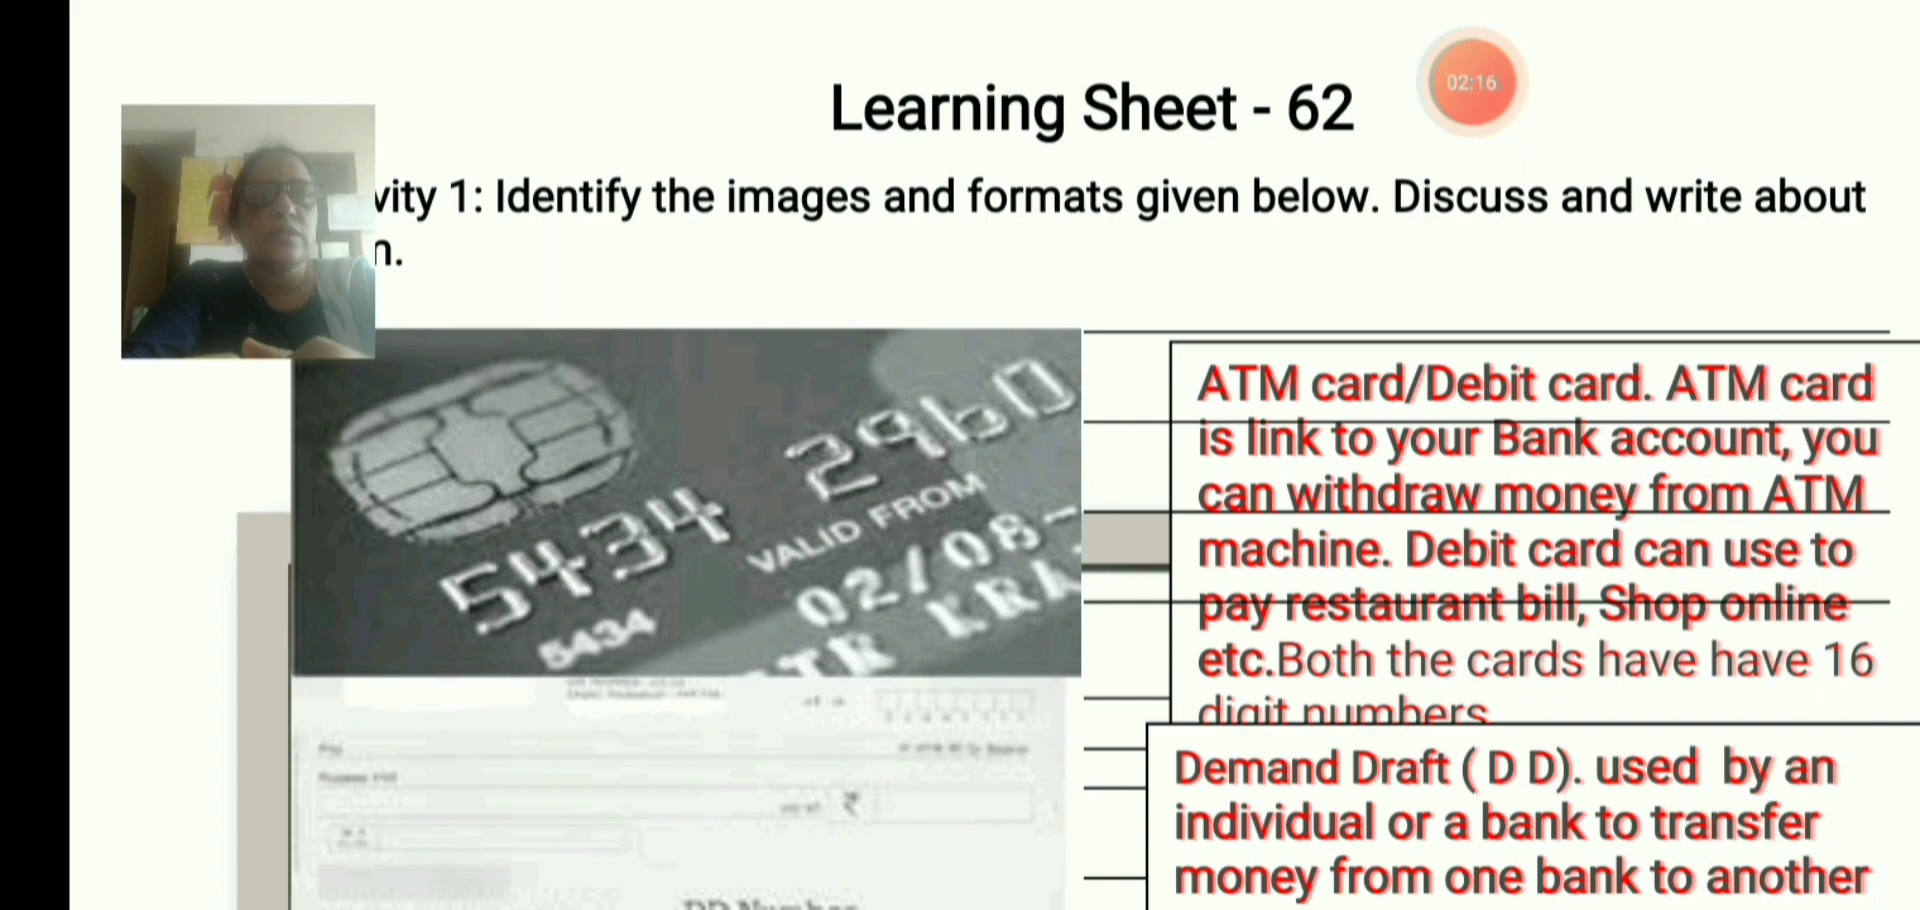 02:16
Learning Sheet - 62
vity 1: Identify the images and formats given below. Discuss and write about
n.
5434 2960
VALID FROM
02/08-
5434
ATM card/Debit card. ATM card
is link to your Bank account, you
can withdraw money from ATM
machine. Debit card can use to
pay restaurant bill, Shop online
etc.Both the cards have have 16
digit numbers
Pay
₹
DD Number
Demand Draft ( D D). used by an
individual or a bank to transfer
money from one bank to another